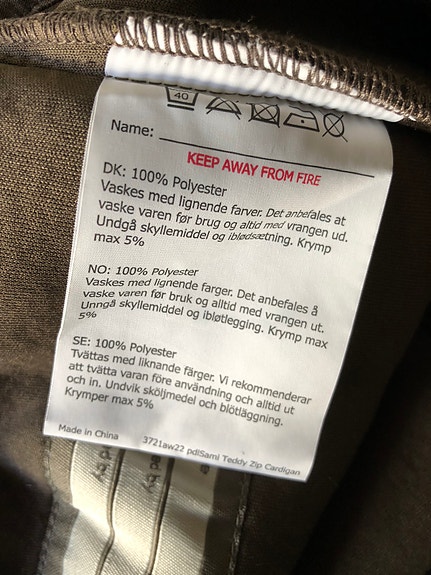 40
Name:
KEEP AWAY FROM FIRE
DK: 100% Polyester
Vaskes med lignende farver. Det anbefales at
vaske varen før brug og altid med vrangen ud.
Undgå skyllemiddel og iblødsætning. Krymp
max 5%
NO: 100% Polyester
Vaskes med lignende farger. Det anbefales å
vaske varen før bruk og alltid med vrangen ut.
Unngå skyllemiddel og ibløtlegging. Krymp max
5%
SE: 100% Polyester
Tvättas med liknande färger. Vi rekommenderar
att tvätta varan före användning och alltid ut
och in. Undvik sköljmedel och blötläggning.
Krymper max 5%
Made in China 3721aw22 pdlSami Teddy Zip Cardigan